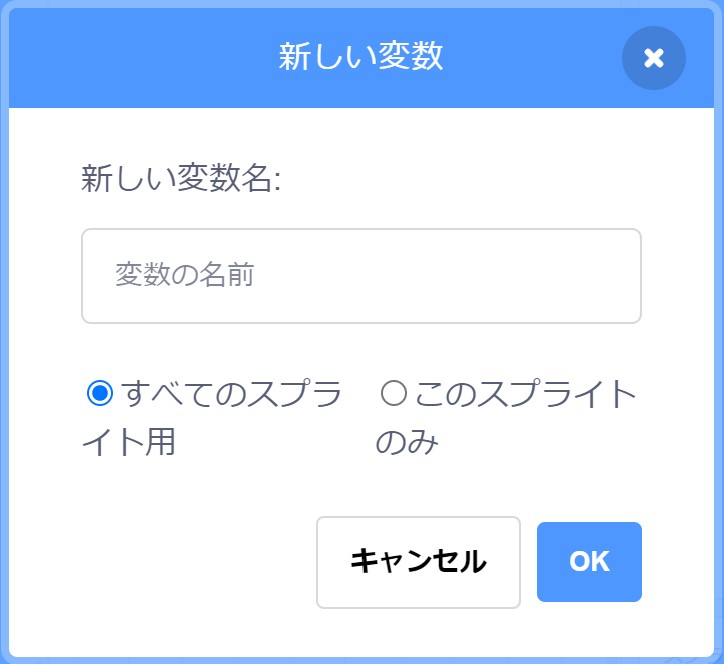 新しい変数
新しい変数名:
変数の名前
すべてのスプラ
イト用
このスプライト
のみ
キャンセル
OK